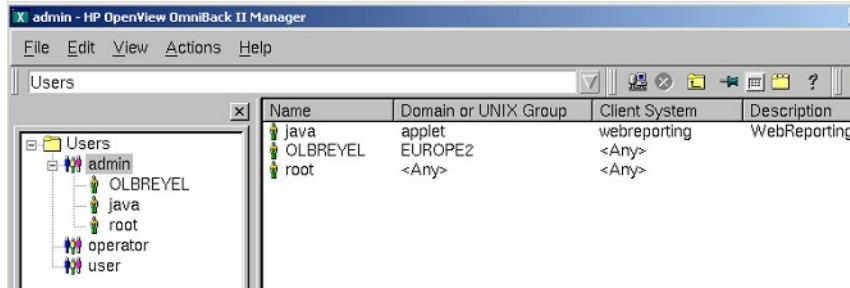 admin - HP OpenView OmniBack II Manager
File Edit View Actions Help
Users
?
Name Domain or UNIX Group Client System Description
java applet webreporting WebReporting
OLBREYEL EUROPE2 <Any>
root <Any> <Any>
Users
admin
OLBREYEL
java
root
operator
user